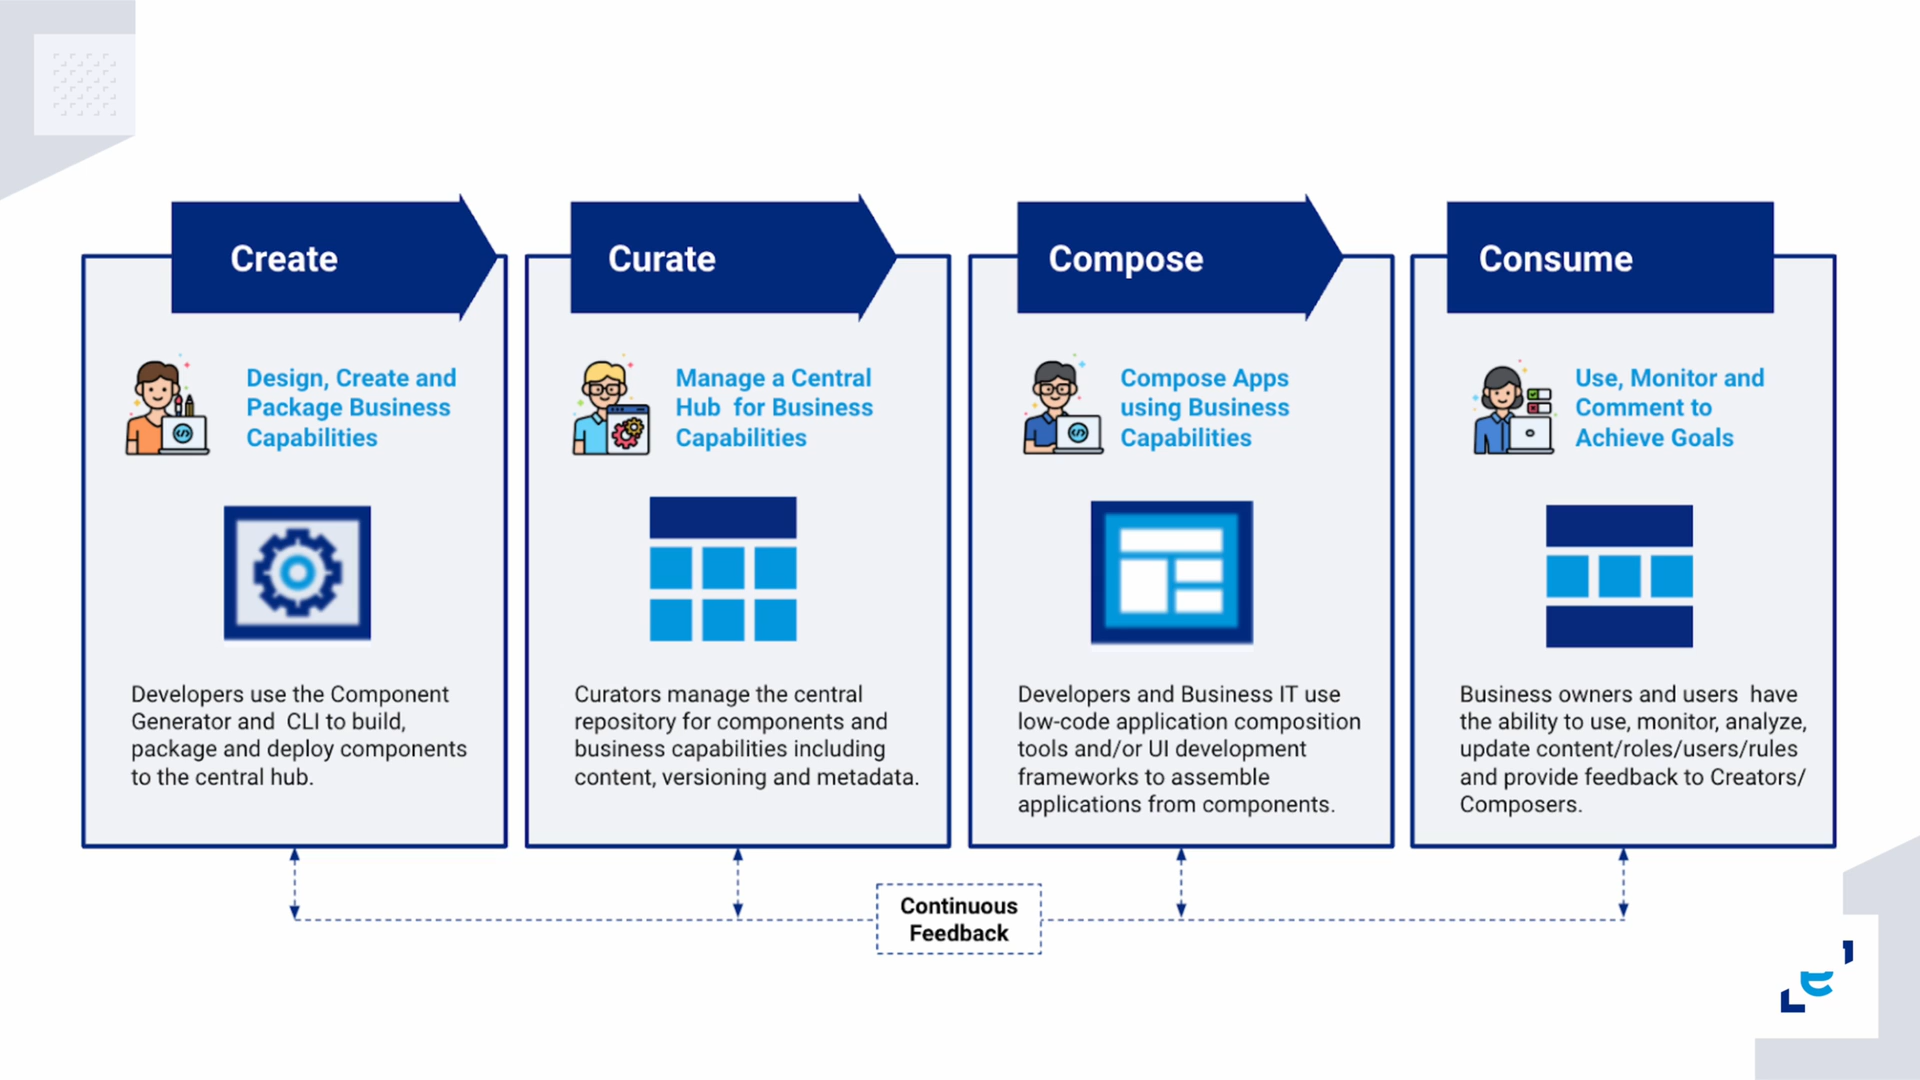 Create
Design, Create and
Package Business
Capabilities
Developers use the Component
Generator and  CLI to build,
package and deploy components
to the central hub.
Curate
Manage a Central
Hub  for Business
Capabilities
Curators manage the central
repository for components and
business capabilities including
content, versioning and metadata.
Compose
Compose Apps
using Business
Capabilities
Developers and Business IT use
low-code application composition
tools and/or UI development
frameworks to assemble
applications from components.
Consume
Use, Monitor and
Comment to
Achieve Goals
Business owners and users  have
the ability to use, monitor, analyze,
update content/roles/users/rules
and provide feedback to Creators/
Composers.
Continuous
Feedback